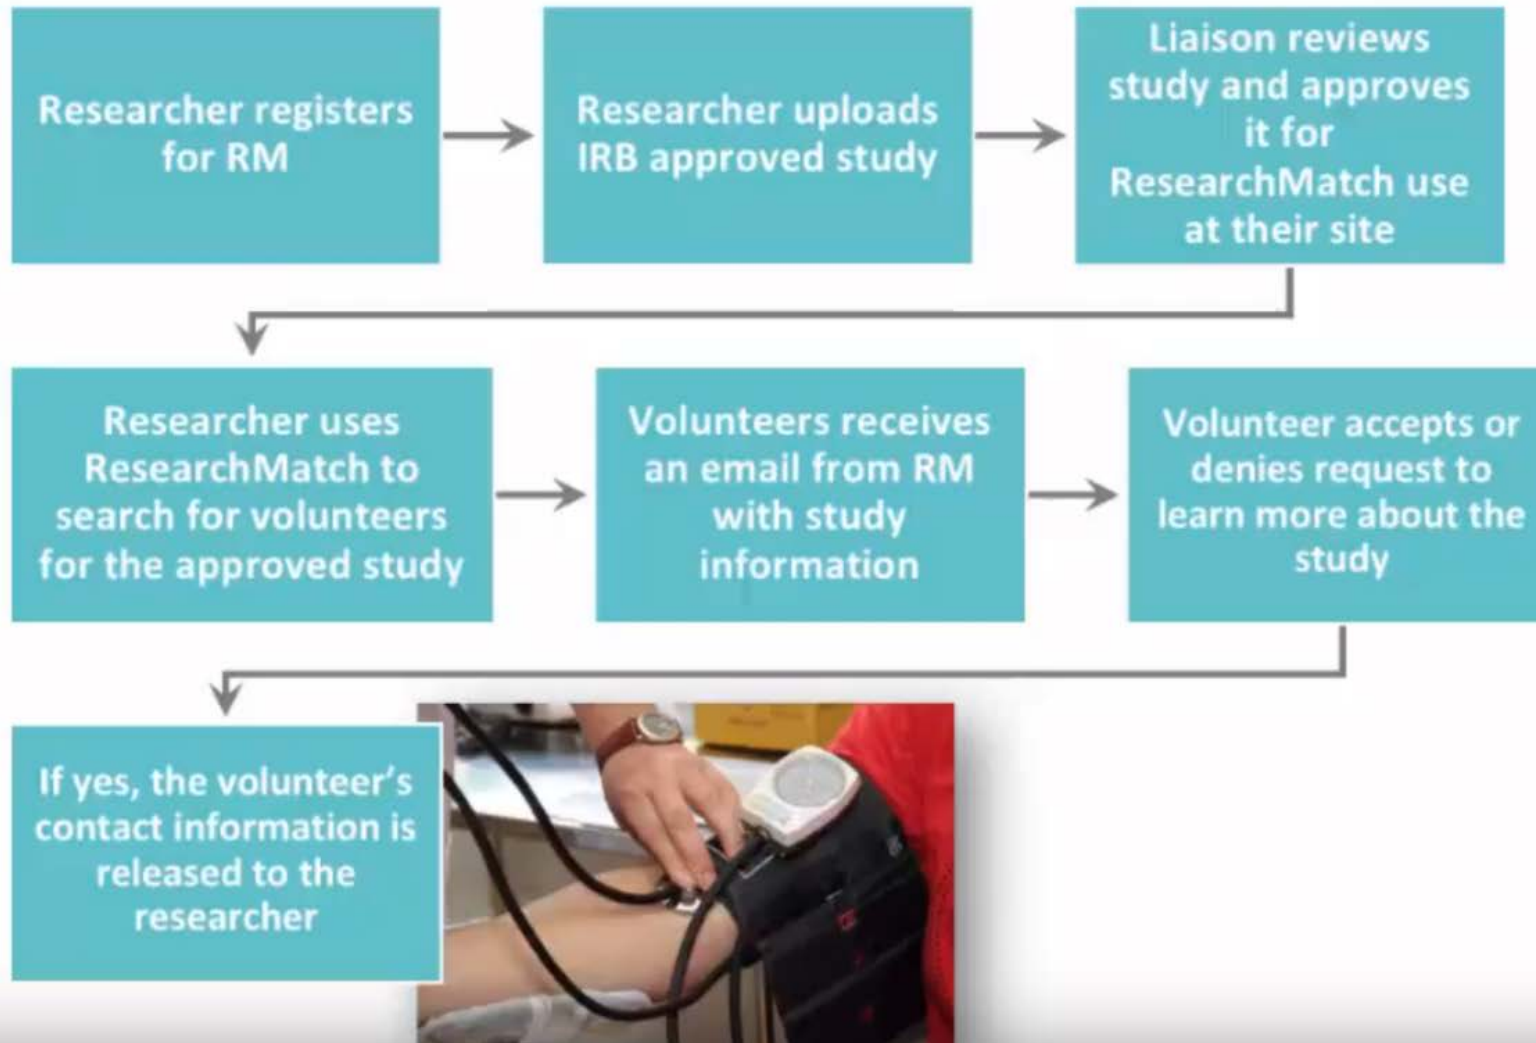 Researcher registers
for RM
Researcher uploads
IRB approved study
Liaison reviews
study and approves
it for
ResearchMatch use
at their site
Researcher uses
ResearchMatch to
search for volunteers
for the approved study
Volunteers receives
an email from RM
with study
information
Volunteer accepts or
denies request to
learn more about the
study
If yes, the volunteer's
contact information is
released to the
researcher